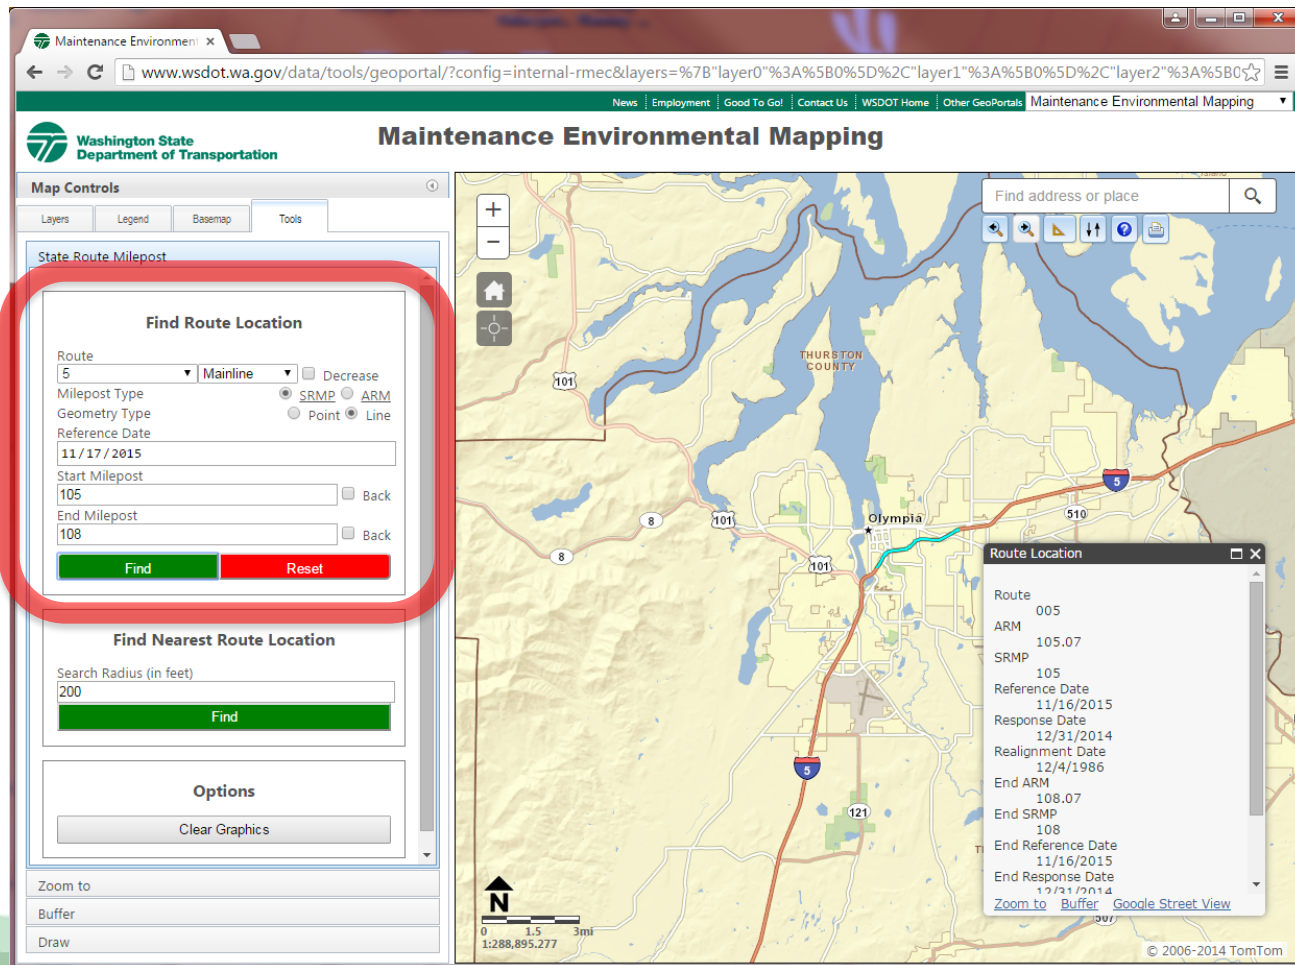 Maintenance Environment
www.wsdot.wa.gov/data/tools/geoportal/?config=internal-rmec&layers=%7B"layer0"%3A%5B0%5D%2C"layer1"%3A%5B0%5D%2C"layer2"%3A%5B0
News Employment Good To Go! Contact Us WSDOT Home Other GeoPortals Maintenance Environmental Mapping
Washington State
Department of Transportation
Maintenance Environmental Mapping
Map Controls
Layers Legend Basemap Tools
State Route Milepost
Find Route Location
Route
5 Mainline Decrease
Milepost Type SRMP ARM
Geometry Type Point Line
Reference Date
11/17/2015
Start Milepost
105 Back
End Milepost
108 Back
Find Reset
Find Nearest Route Location
Search Radius (in feet)
200
Find
Options
Clear Graphics
Zoom to
Buffer
Draw
+
−
Find address or place
Island
THURSTON
COUNTY
101
5
510
8
101
Olympia
8
101
5
121
N
0 1.5 3mi
1:288,895.277
Route Location
Route
005
ARM
105.07
SRMP
105
Reference Date
11/16/2015
Response Date
12/31/2014
Realignment Date
12/4/1986
End ARM
108.07
End SRMP
108
End Reference Date
11/16/2015
End Response Date
12/31/2014
Zoom to Buffer Google Street View
507
© 2006-2014 TomTom